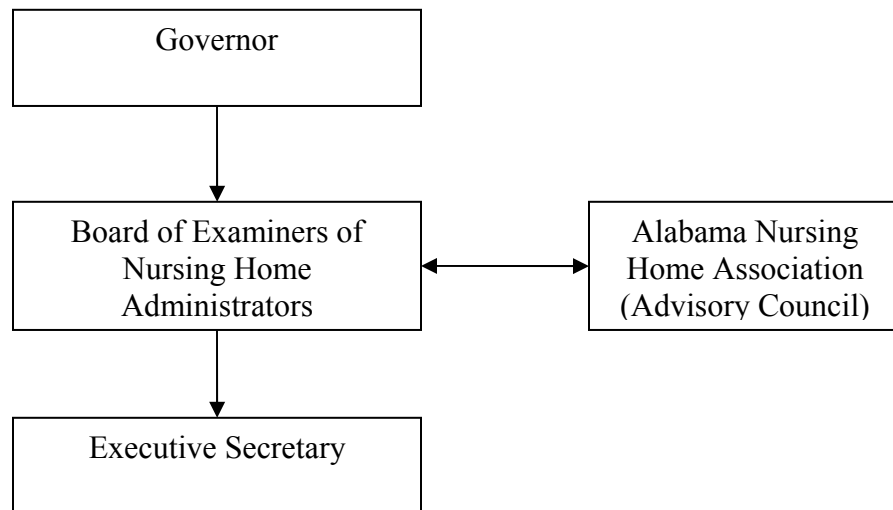 Governor
Board of Examiners of
Nursing Home
Administrators
Alabama Nursing
Home Association
(Advisory Council)
Executive Secretary